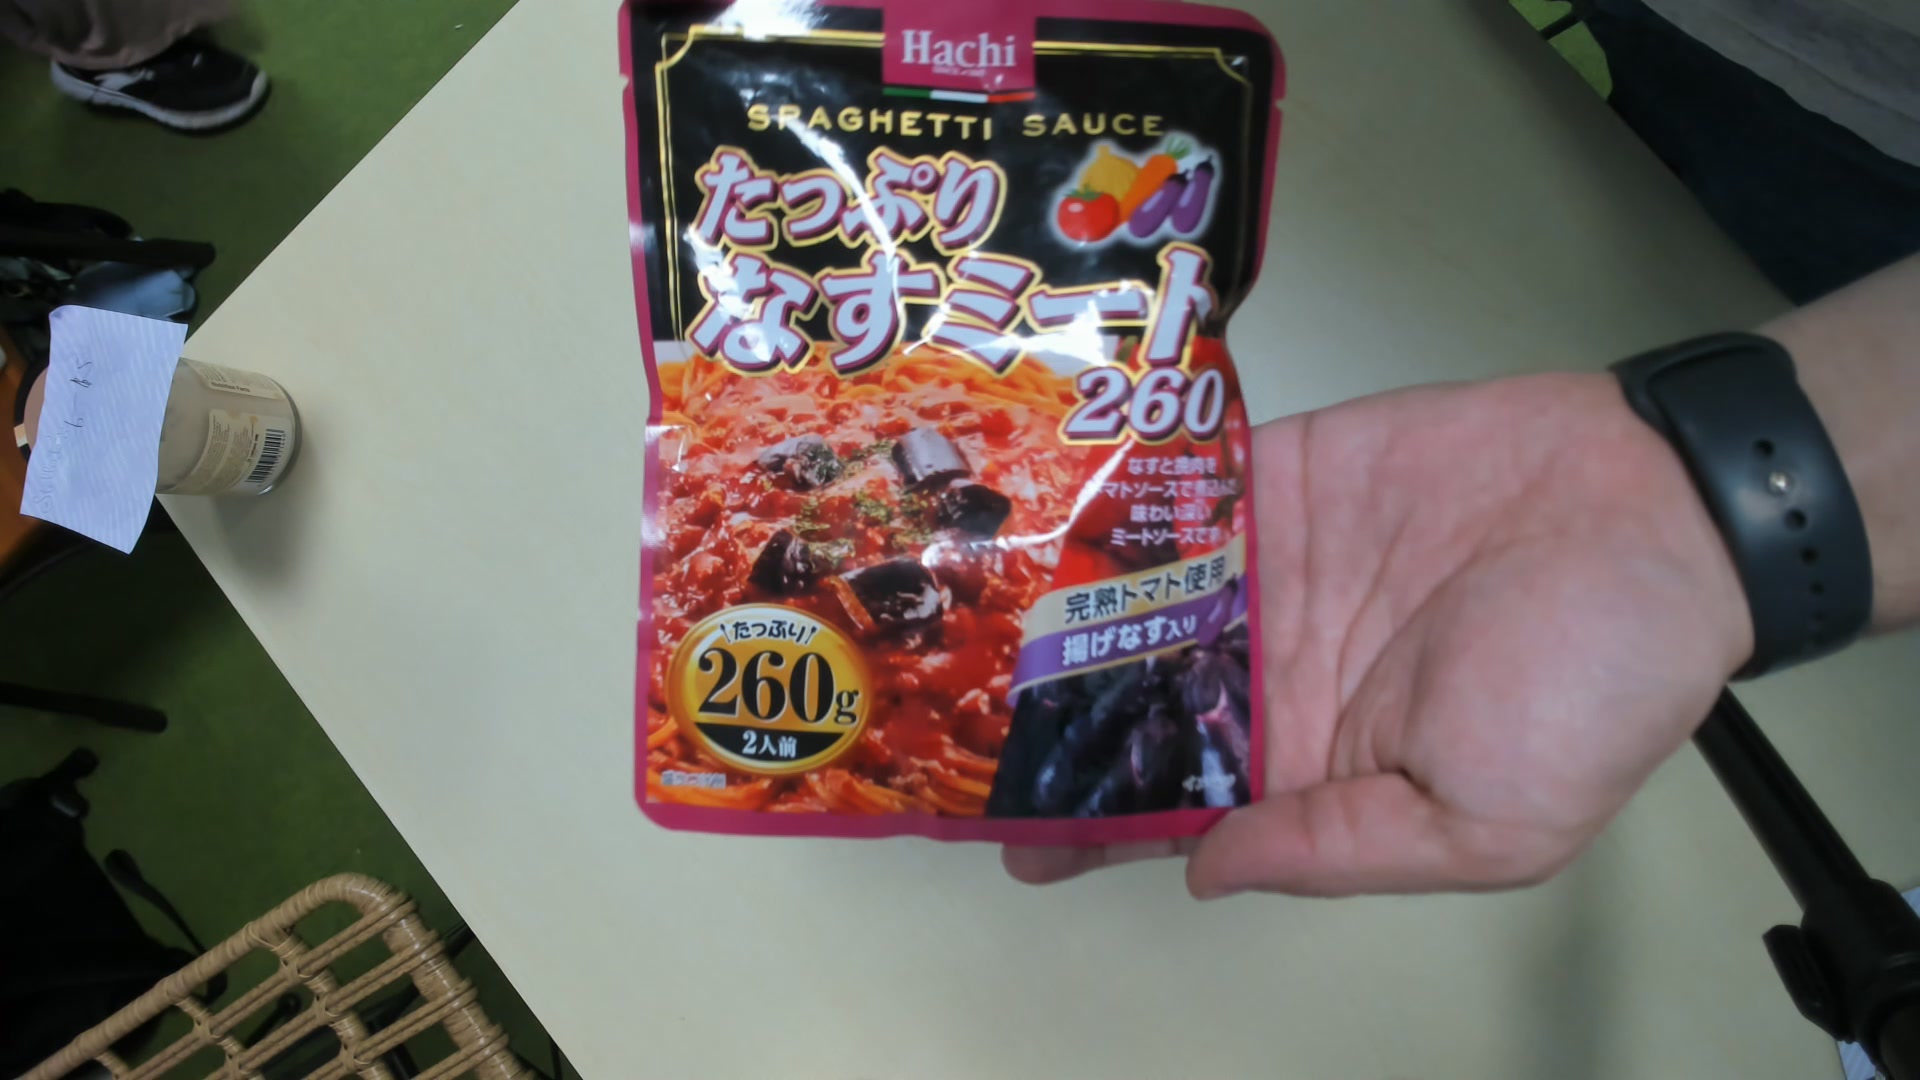 Hachi
SPAGHETTI SAUCE
たっぷり
なすミート
260
なすと挽肉を
トマトソースで煮込んだ
味わい深い
ミートソースです
完熟トマト使用
揚げなす入り
たっぷり
260g
2人前
Nutrition Facts